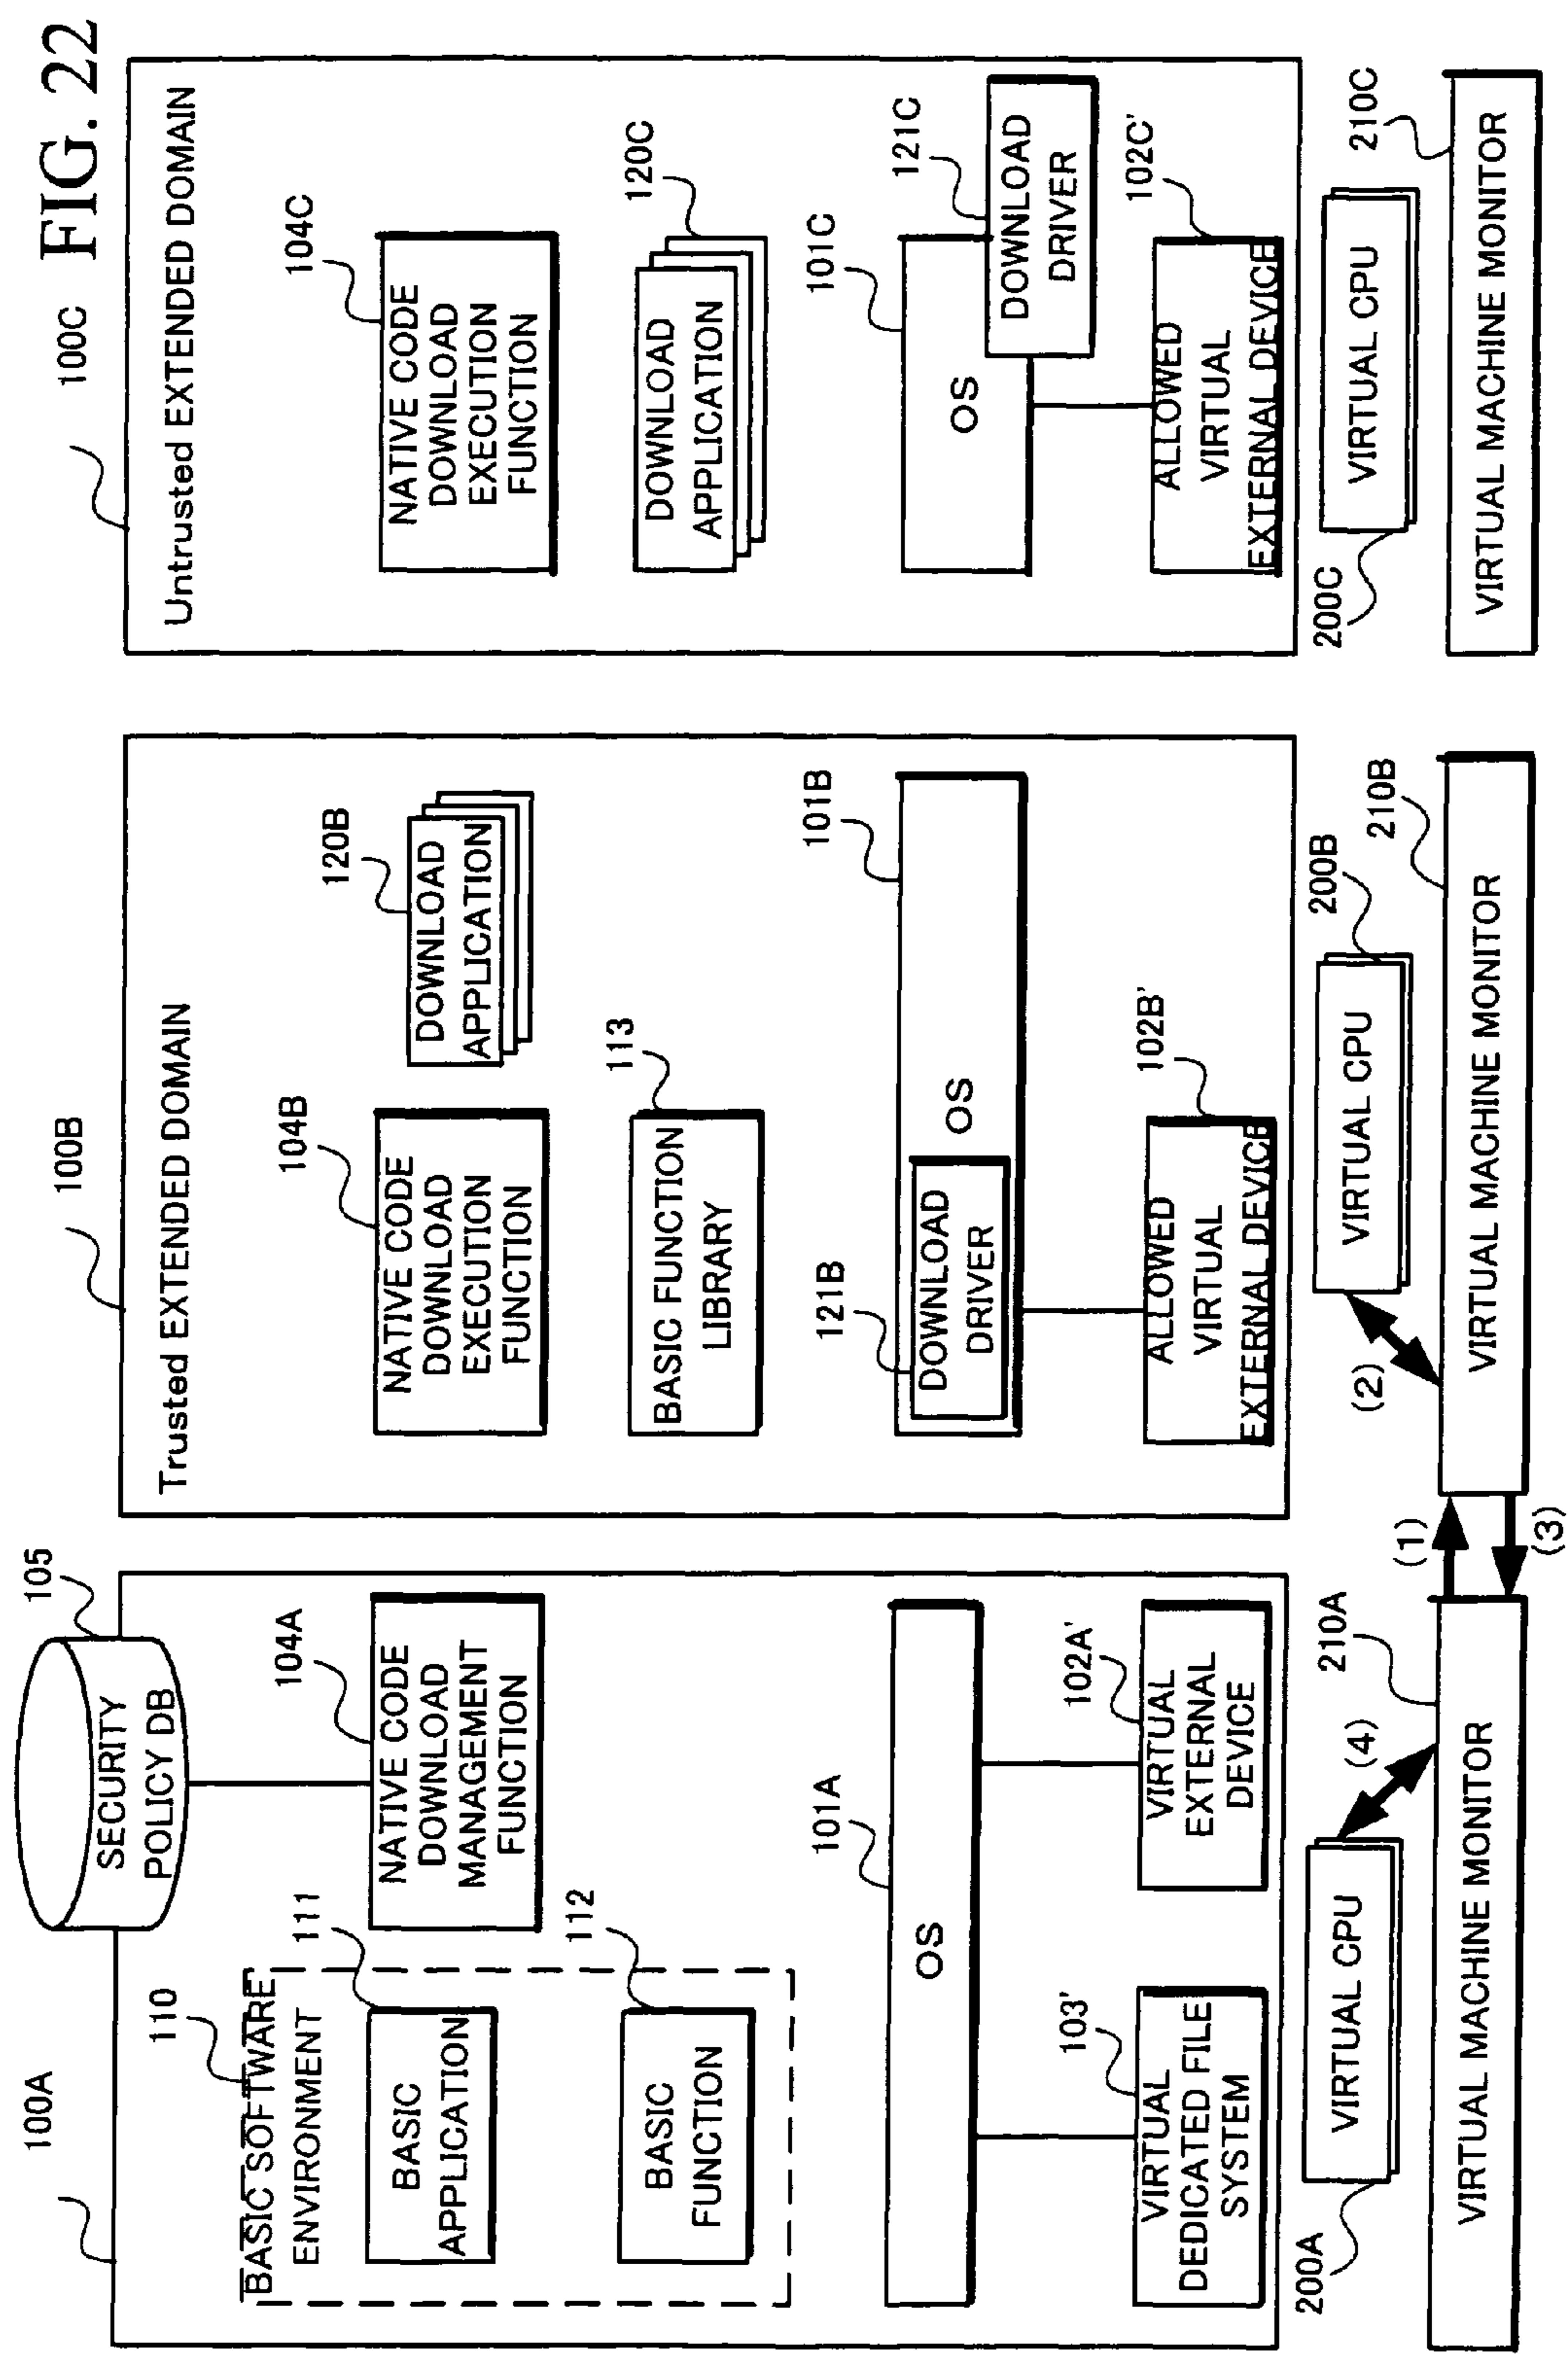 FIG. 22
100A
105
SECURITY
POLICY DB
110
BASIC SOFTWARE
ENVIRONMENT
111
BASIC
APPLICATION
112
BASIC
FUNCTION
104A
NATIVE CODE
DOWNLOAD
MANAGEMENT
FUNCTION
101A
OS
103'
VIRTUAL
DEDICATED FILE
SYSTEM
102A'
VIRTUAL
EXTERNAL
DEVICE
200A
VIRTUAL CPU
(4)
210A
VIRTUAL MACHINE MONITOR
(1)
(3)
100B
Trusted EXTENDED DOMAIN
104B
NATIVE CODE
DOWNLOAD
EXECUTION
FUNCTION
120B
DOWNLOAD
APPLICATION
113
BASIC FUNCTION
LIBRARY
101B
OS
121B
DOWNLOAD
DRIVER
102B'
ALLOWED
VIRTUAL
EXTERNAL DEVICE
200B
VIRTUAL CPU
(2)
210B
VIRTUAL MACHINE MONITOR
100C
Untrusted EXTENDED DOMAIN
104C
NATIVE CODE
DOWNLOAD
EXECUTION
FUNCTION
120C
DOWNLOAD
APPLICATION
101C
OS
121C
DOWNLOAD
DRIVER
102C'
ALLOWED
VIRTUAL
EXTERNAL DEVICE
200C
VIRTUAL CPU
210C
VIRTUAL MACHINE MONITOR